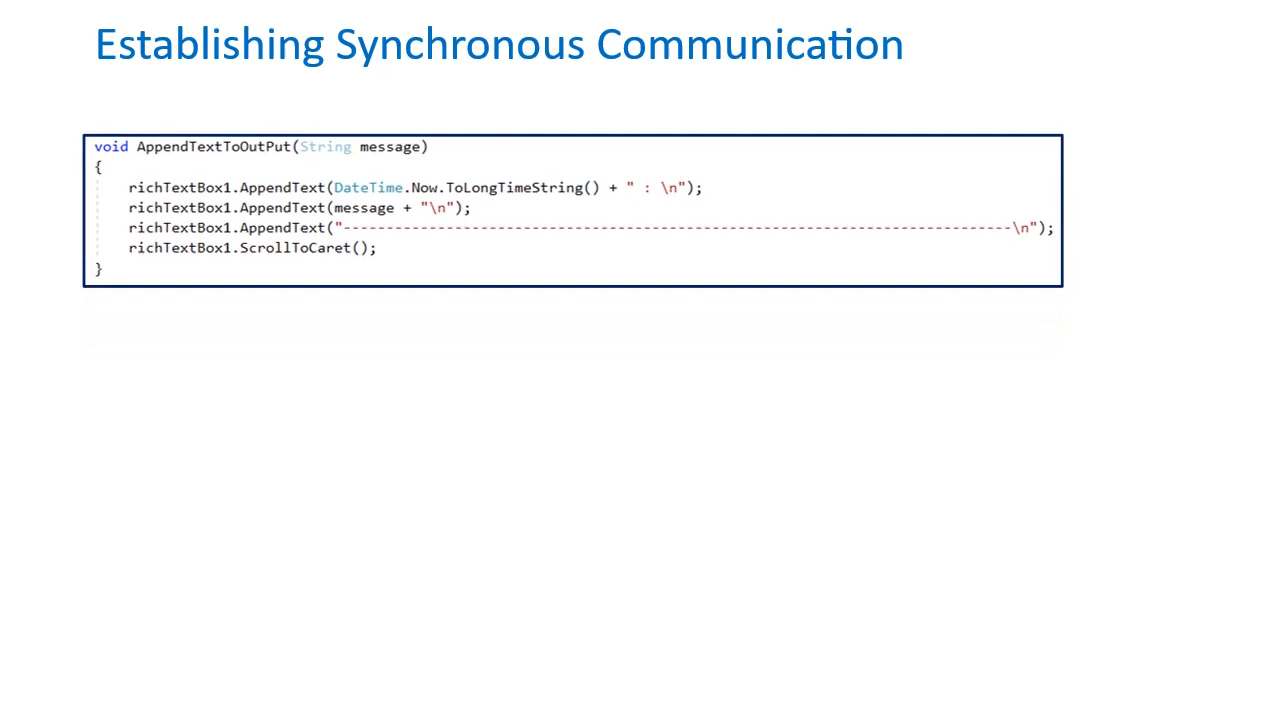 Establishing Synchronous Communication
void AppendTextToOutPut(String message)
{
richTextBox1.AppendText(DateTime.Now.ToLongTimeString() + " : \n");
richTextBox1.AppendText(message + "\n");
richTextBox1.AppendText("------------------------------------------------------------------------------\n");
richTextBox1.ScrollToCaret();
}